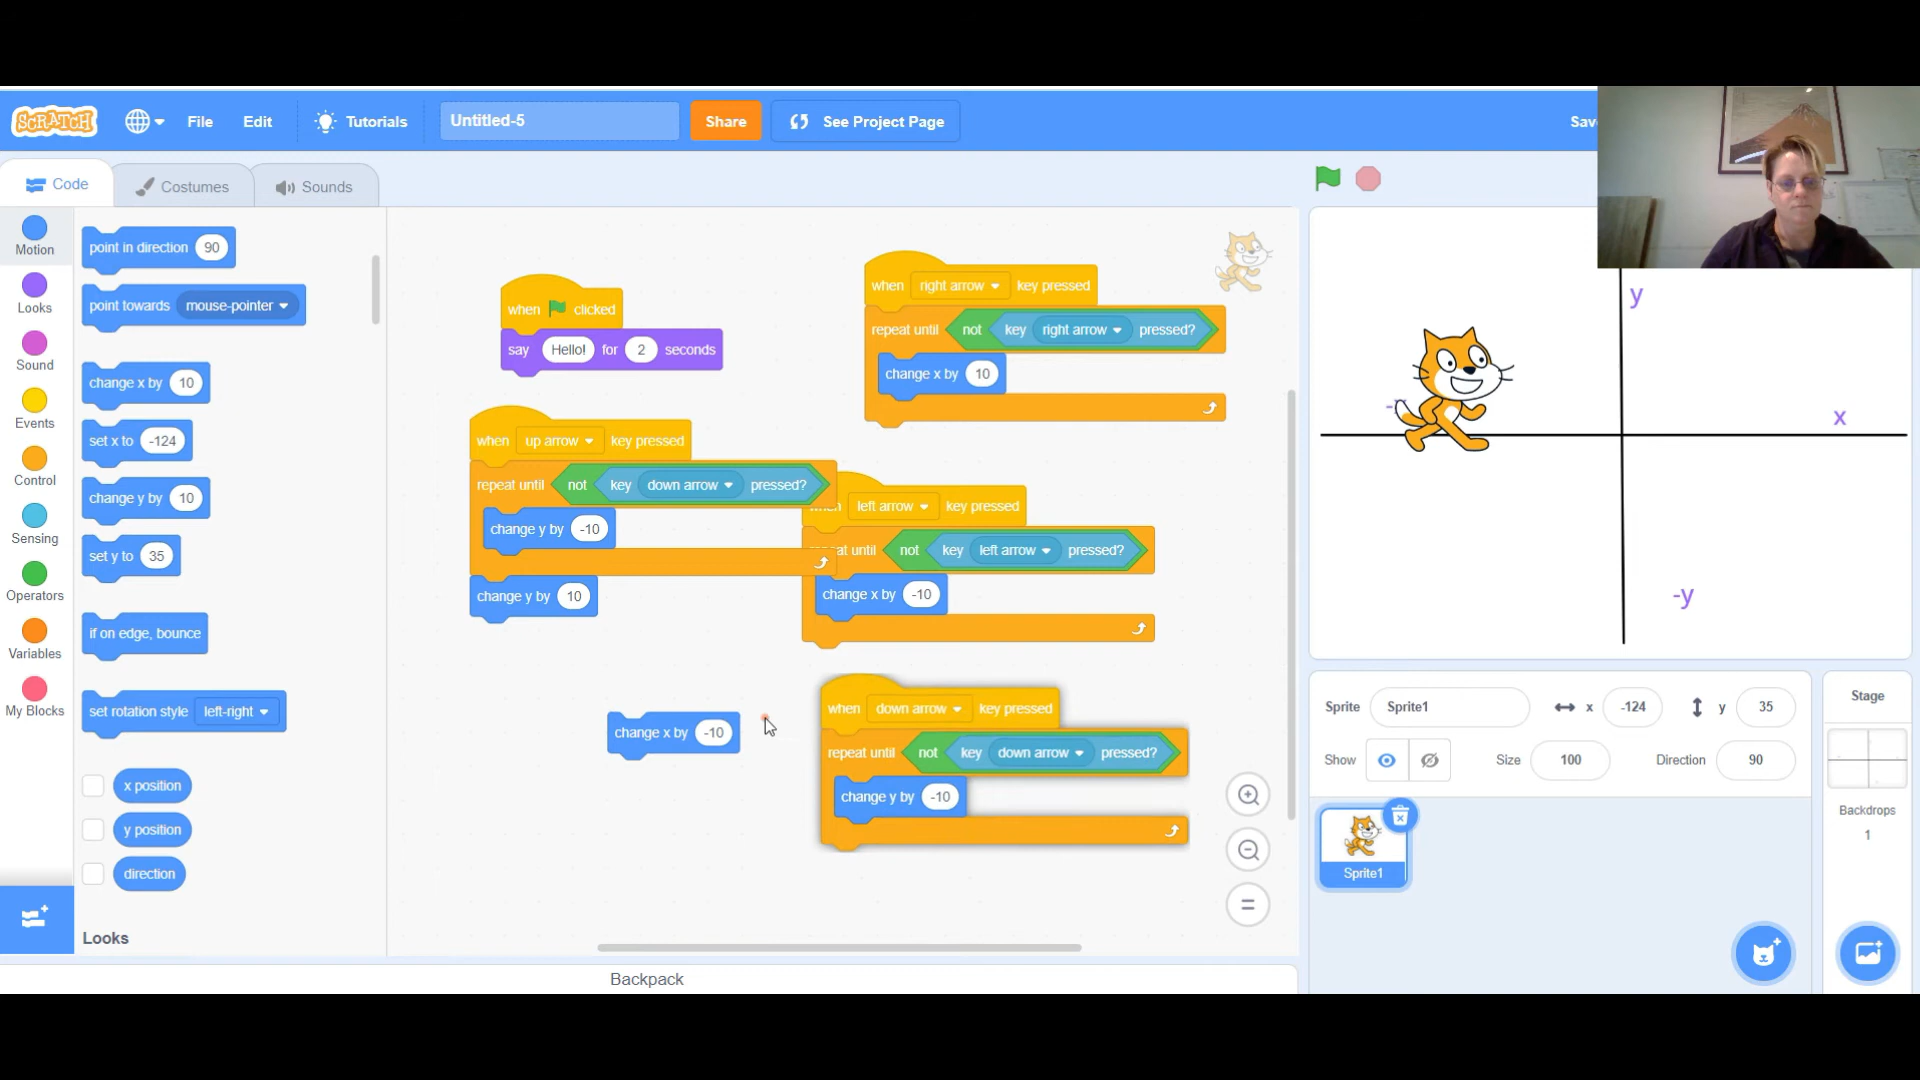 SCRATCH
File
Edit
Tutorials
Untitled-5
Share
See Project Page
Code
Costumes
Sounds
Motion
Looks
Sound
Events
Control
Sensing
Operators
Variables
My Blocks
point in direction 90
point towards mouse-pointer
change x by 10
set x to -124
change y by 10
set y to 35
if on edge, bounce
set rotation style left-right
x position
y position
direction
Looks
when clicked
say Hello! for 2 seconds
when up arrow key pressed
repeat until not key down arrow pressed?
change y by -10
change y by 10
when right arrow key pressed
repeat until not key right arrow pressed?
change x by 10
left arrow key pressed
at until not key left arrow pressed?
change x by -10
change x by -10
when down arrow key pressed
repeat until not key down arrow pressed?
change y by -10
Backpack
y
x
-y
Sprite Sprite1 x -124 y 35
Show Size 100 Direction 90
Sprite1
Stage
Backdrops
1